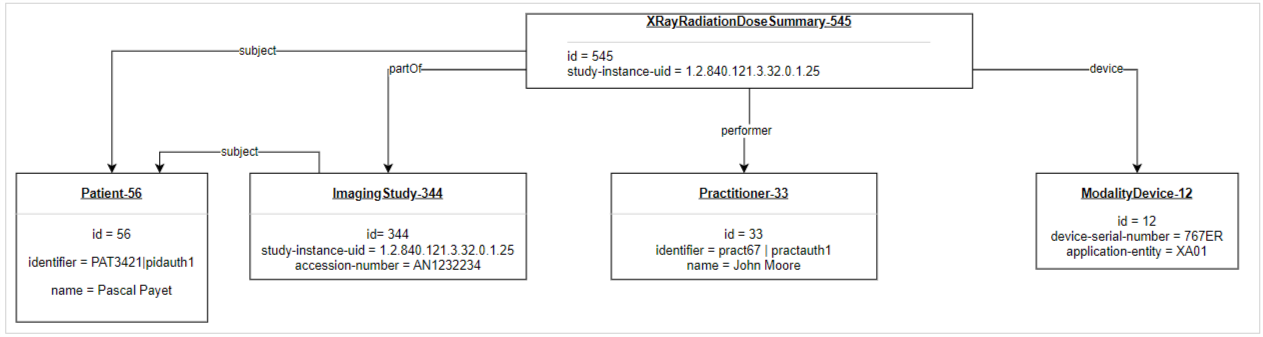 XRayRadiationDoseSummary-545
id = 545
study-instance-uid = 1.2.840.121.3.32.0.1.25
subject
partOf
performer
device
subject
Patient-56
id = 56
identifier = PAT3421|pidauth1
name = Pascal Payet
ImagingStudy-344
id= 344
study-instance-uid = 1.2.840.121.3.32.0.1.25
accession-number = AN1232234
Practitioner-33
id = 33
identifier = pract67 | practauth1
name = John Moore
ModalityDevice-12
id = 12
device-serial-number = 767ER
application-entity = XA01